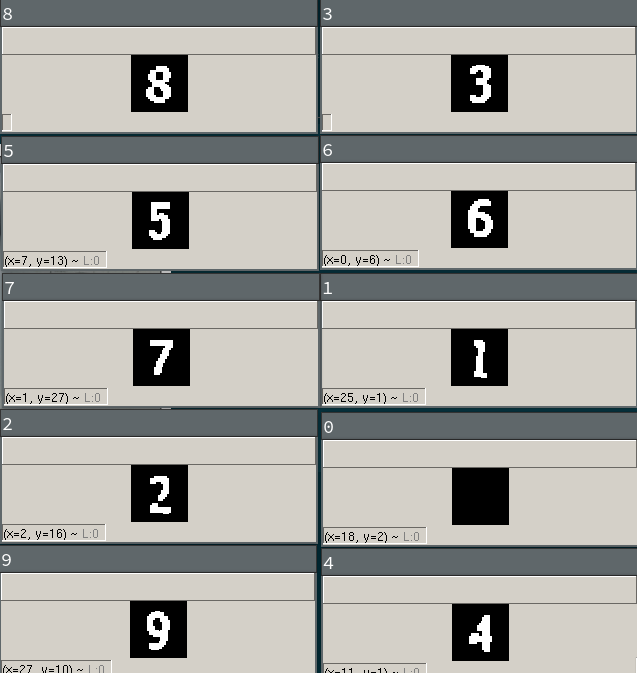 8 3
8 3
5 6
5 6
(x=7, y=13) ~ L:0 (x=0, y=6) ~ L:0
7 1
7 1
(x=1, y=27) ~ L:0 (x=25, y=1) ~ L:0
2 0
2
(x=2, y=16) ~ L:0 (x=18, y=2) ~ L:0
9 4
9 4
(x=27, y=10) ~ L:0 (x=11, y=1) ~ L:0